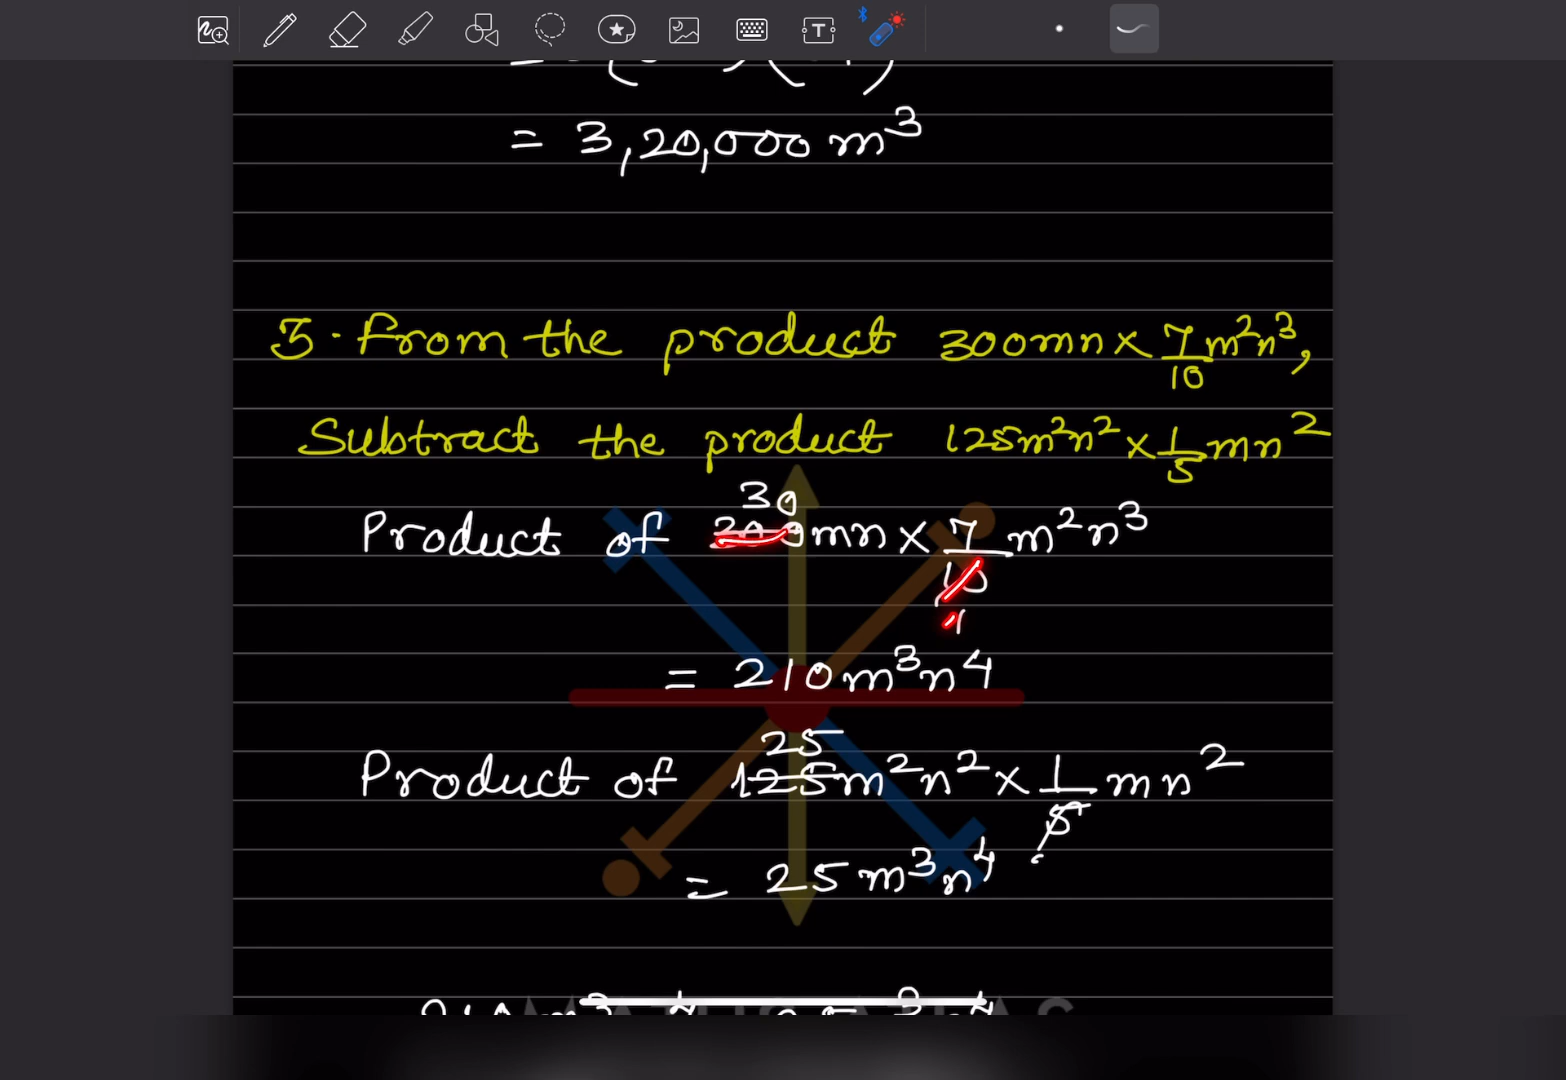 = 3,20,000 m³
5. From the product 300mn × 7/10 m²n³,
Subtract the product 125m²n² × 1/5 mn²
30
Product of 300mn × 7/10 m²n³
1
= 210m³n⁴
25
Product of 125m²n² × 1/5 mn²
= 25m³n⁴